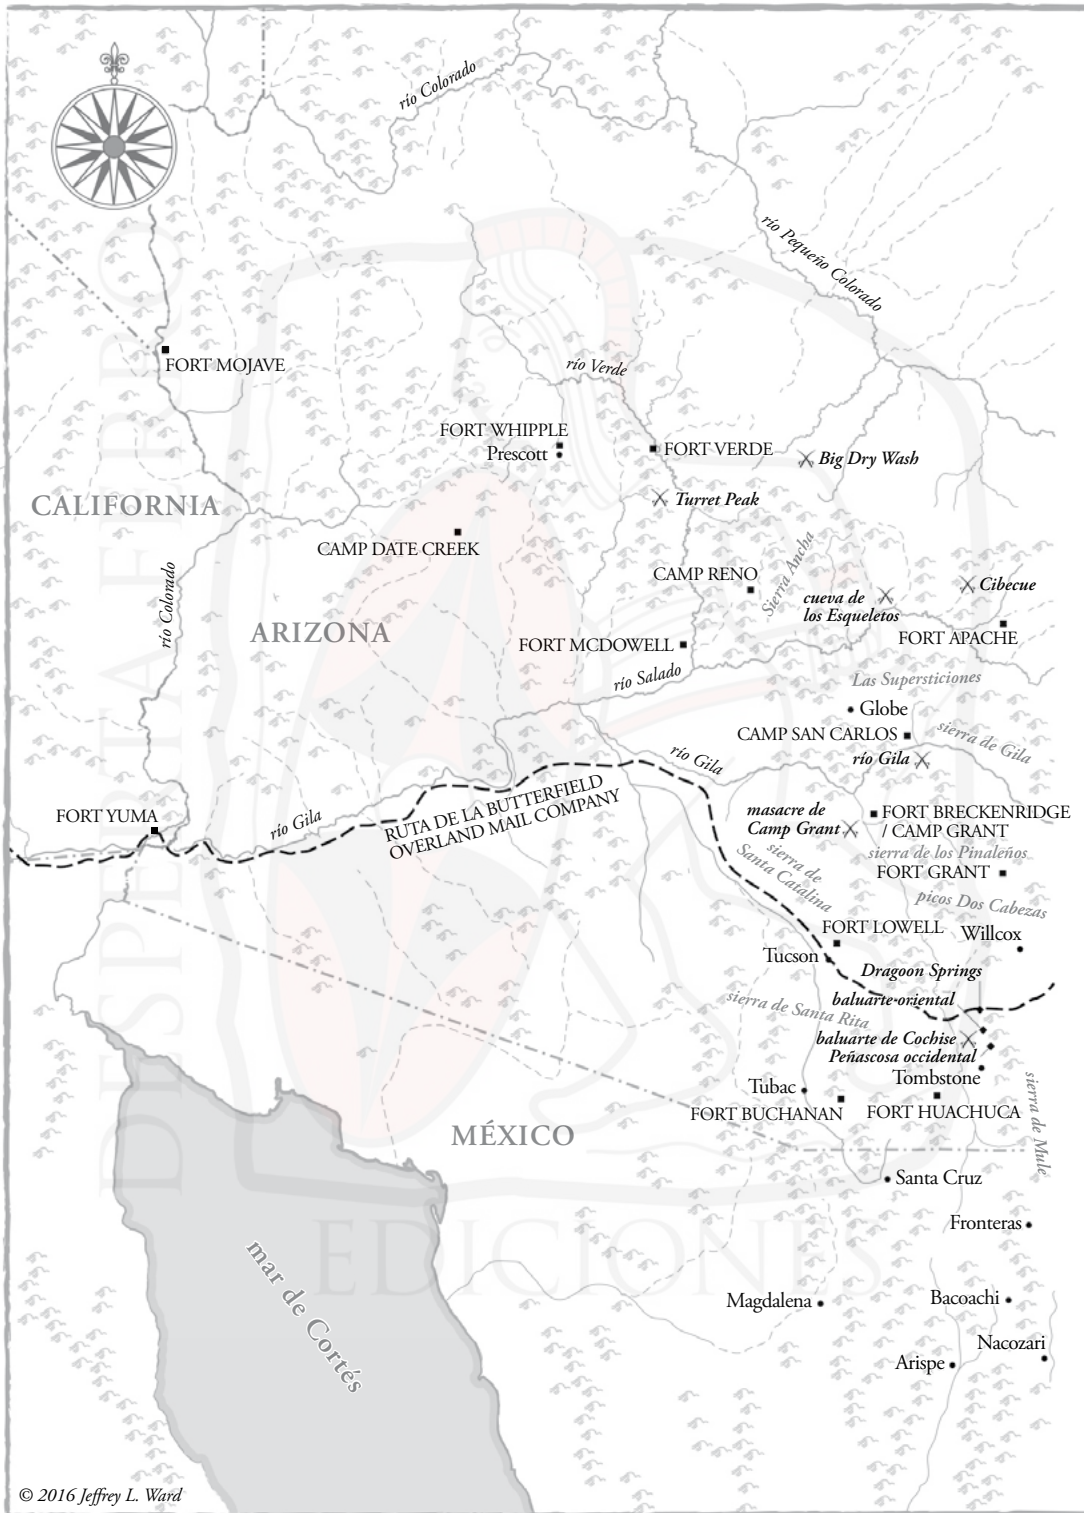 río Colorado
río Pequeño Colorado
FORT MOJAVE
río Verde
FORT WHIPPLE
Prescott
FORT VERDE
Big Dry Wash
Turret Peak
CALIFORNIA
CAMP DATE CREEK
río Colorado
ARIZONA
CAMP RENO
Sierra Ancha
cueva de
los Esqueletos
Cibecue
FORT APACHE
FORT MCDOWELL
río Salado
Las Supersticiones
Globe
CAMP SAN CARLOS
sierra de Gila
río Gila
río Gila
FORT YUMA
río Gila
RUTA DE LA BUTTERFIELD
OVERLAND MAIL COMPANY
masacre de
Camp Grant
FORT BRECKENRIDGE
/ CAMP GRANT
sierra de
Santa Catalina
sierra de los Pinaleños
FORT GRANT
picos Dos Cabezas
FORT LOWELL
Willcox
Tucson
Dragoon Springs
sierra de Santa Rita
baluarte oriental
baluarte de Cochise
Peñascosa occidental
Tombstone
Tubac
FORT BUCHANAN
FORT HUACHUCA
sierra de Mule
MÉXICO
Santa Cruz
Fronteras
mar de Cortés
Magdalena
Bacoachi
Nacozari
Arispe
© 2016 Jeffrey L. Ward
DESPERTA FERRO
EDICIONES